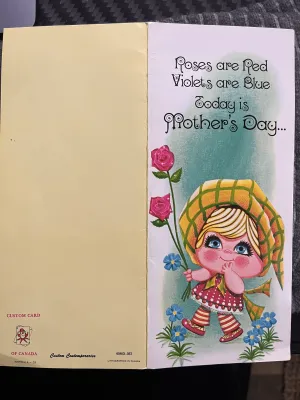 Roses are Red
Violets are Blue
Today is
Mother's Day...
CUSTOM CARD
OF CANADA
Custom Contemporaries